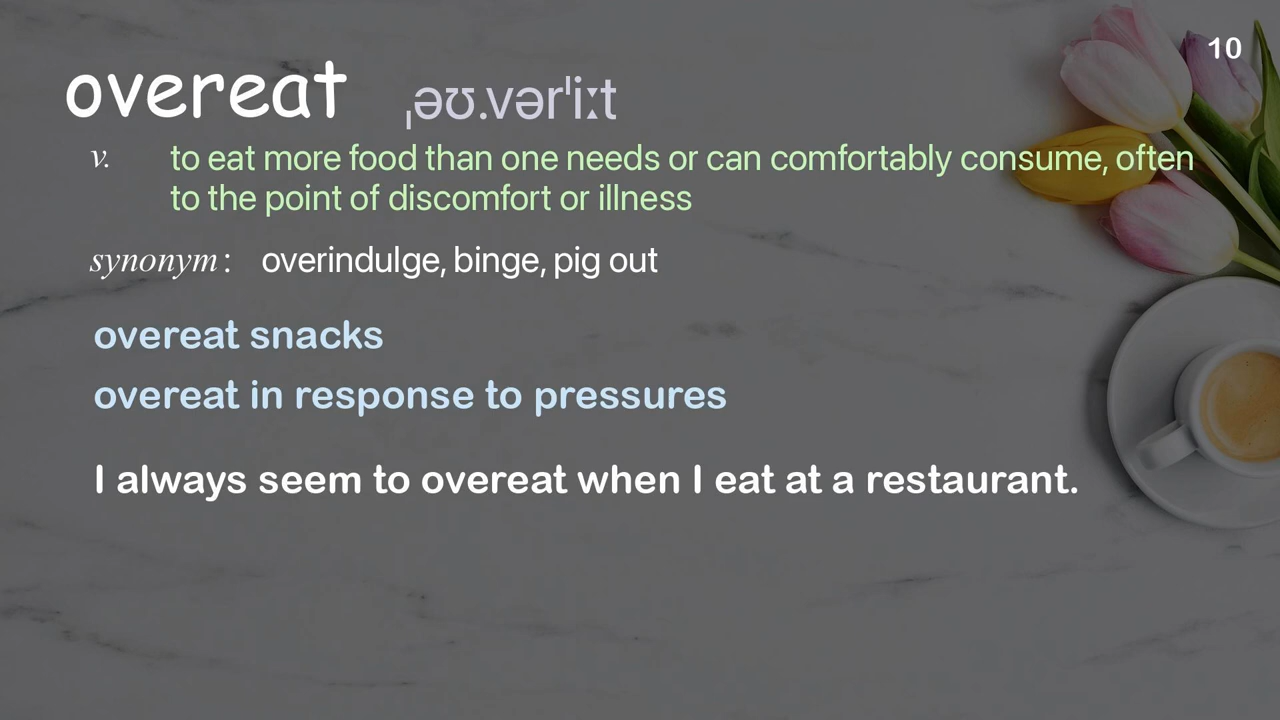 10
overeat ˌəʊ.vərˈiːt
v. to eat more food than one needs or can comfortably consume, often
to the point of discomfort or illness
synonym : overindulge, binge, pig out
overeat snacks
overeat in response to pressures
I always seem to overeat when I eat at a restaurant.